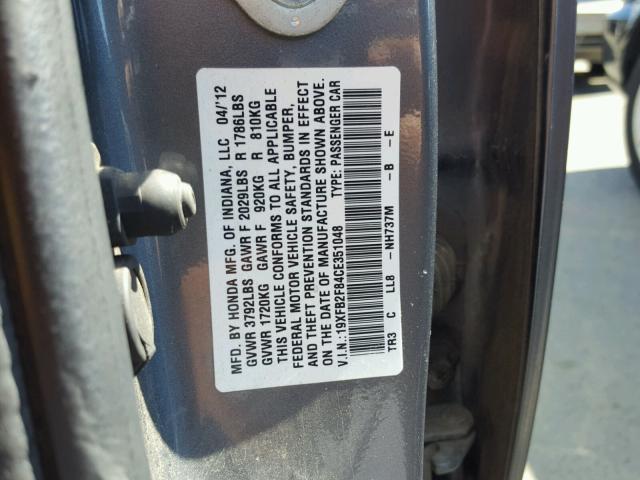 MFD. BY HONDA MFG. OF INDIANA, LLC 04/'12
GVWR 3792LBS GAWR F 2029LBS R 1786LBS
GVWR 1720KG GAWR F 920KG R 810KG
THIS VEHICLE CONFORMS TO ALL APPLICABLE
FEDERAL MOTOR VEHICLE SAFETY, BUMPER,
AND THEFT PREVENTION STANDARDS IN EFFECT
ON THE DATE OF MANUFACTURE SHOWN ABOVE.
V.I.N.: 19XFB2F84CE351048 TYPE: PASSENGER CAR
TR3 C LL8 -NH737M -B -E